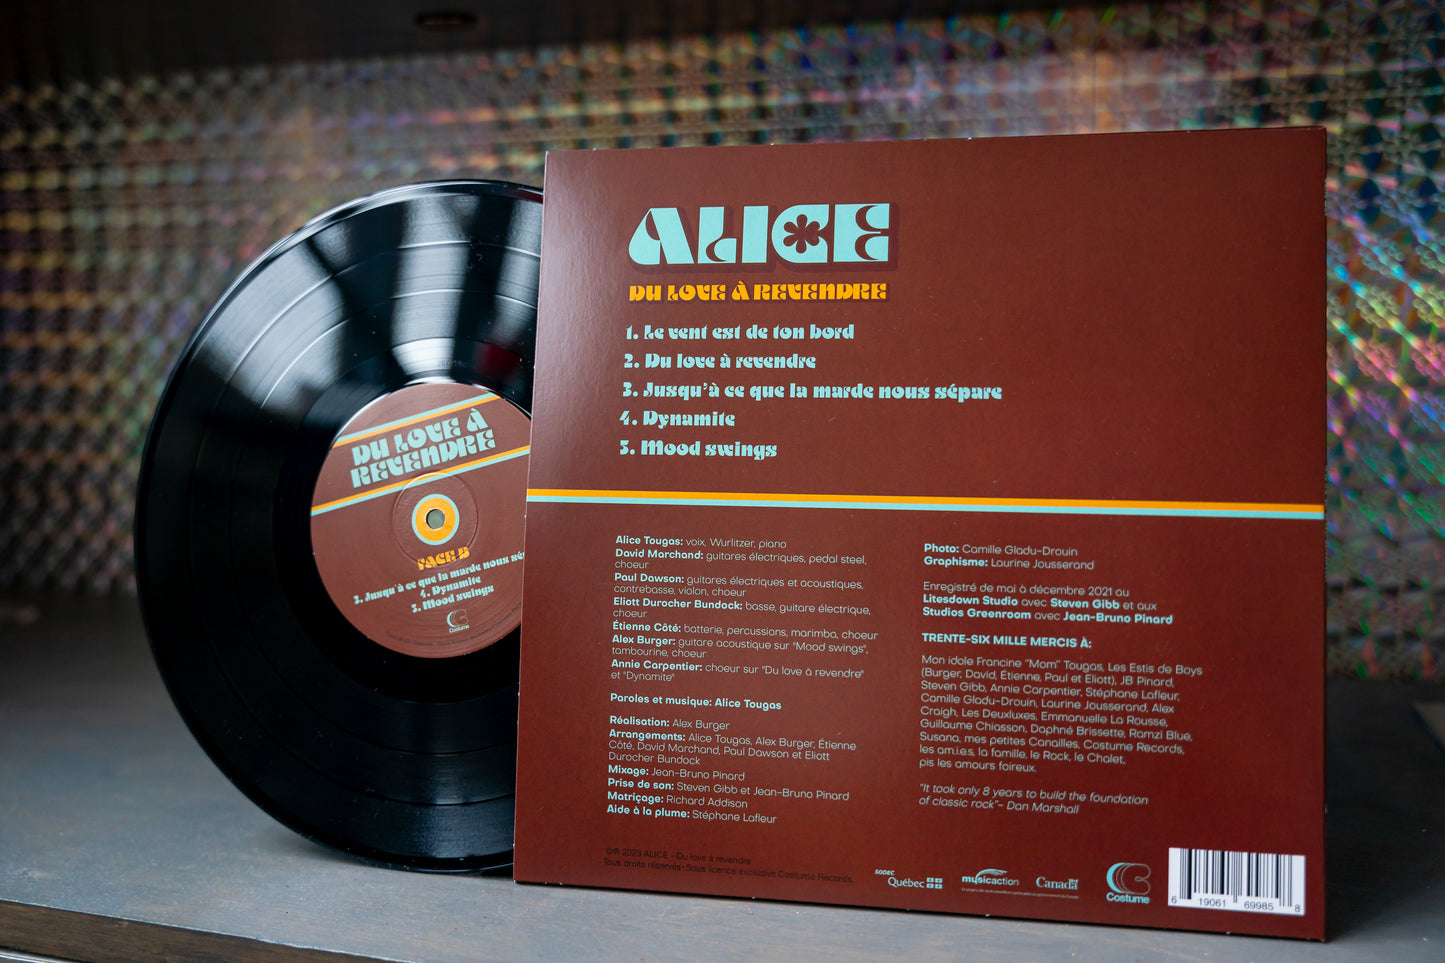 DU LOVE À
REVENDRE
FACE B
3. Jusqu'à ce que la marde nous
4. Dynamite
5. Mood swings
Costume
ALICE
DU LOVE À REVENDRE
1. Le vent est de ton bord
2. Du love à revendre
3. Jusqu'à ce que la marde nous sépare
4. Dynamite
5. Mood swings
Alice Tougas: voix, Wurlitzer, piano
David Marchand: guitares électriques, pedal steel,
choeur
Paul Dawson: guitares électriques et acoustiques,
contrebasse, violon, choeur
Eliott Durocher Bundock: basse, guitare électrique,
choeur
Étienne Côté: batterie, percussions, marimba, choeur
Alex Burger: guitare acoustique sur "Mood swings",
tambourine, choeur
Annie Carpentier: choeur sur "Du love à revendre"
et "Dynamite"
Paroles et musique: Alice Tougas
Réalisation: Alex Burger
Arrangements: Alice Tougas, Alex Burger, Étienne
Côté, David Marchand, Paul Dawson et Eliott
Durocher Bundock
Mixage: Jean-Bruno Pinard
Prise de son: Steven Gibb et Jean-Bruno Pinard
Matriçage: Richard Addison
Aide à la plume: Stéphane Lafleur
©℗ 2023 ALICE - Du love à revendre
Tous droits réservés • Sous licence exclusive Costume Records.
Photo: Camille Gladu-Drouin
Graphisme: Laurine Jousserand
Enregistré de mai à décembre 2021 au
Litesdown Studio avec Steven Gibb et aux
Studios Greenroom avec Jean-Bruno Pinard
TRENTE-SIX MILLE MERCIS À:
Mon idole Francine "Mom" Tougas, Les Estis de Boys
(Burger, David, Étienne, Paul et Eliott), JB Pinard,
Steven Gibb, Annie Carpentier, Stéphane Lafleur,
Camille Gladu-Drouin, Laurine Jousserand, Alex
Craigh, Les Deuxluxes, Emmanuelle La Rousse,
Guillaume Chiasson, Daphné Brissette, Ramzi Blue,
Susana, mes petites Canailles, Costume Records,
les am.i.e.s, la famille, le Rock, le Chalet,
pis les amours foireux.
"It took only 8 years to build the foundation
of classic rock"- Dan Marshall
SODEC
Québec
musicaction
Canada
Costume
6 19061 69985 8